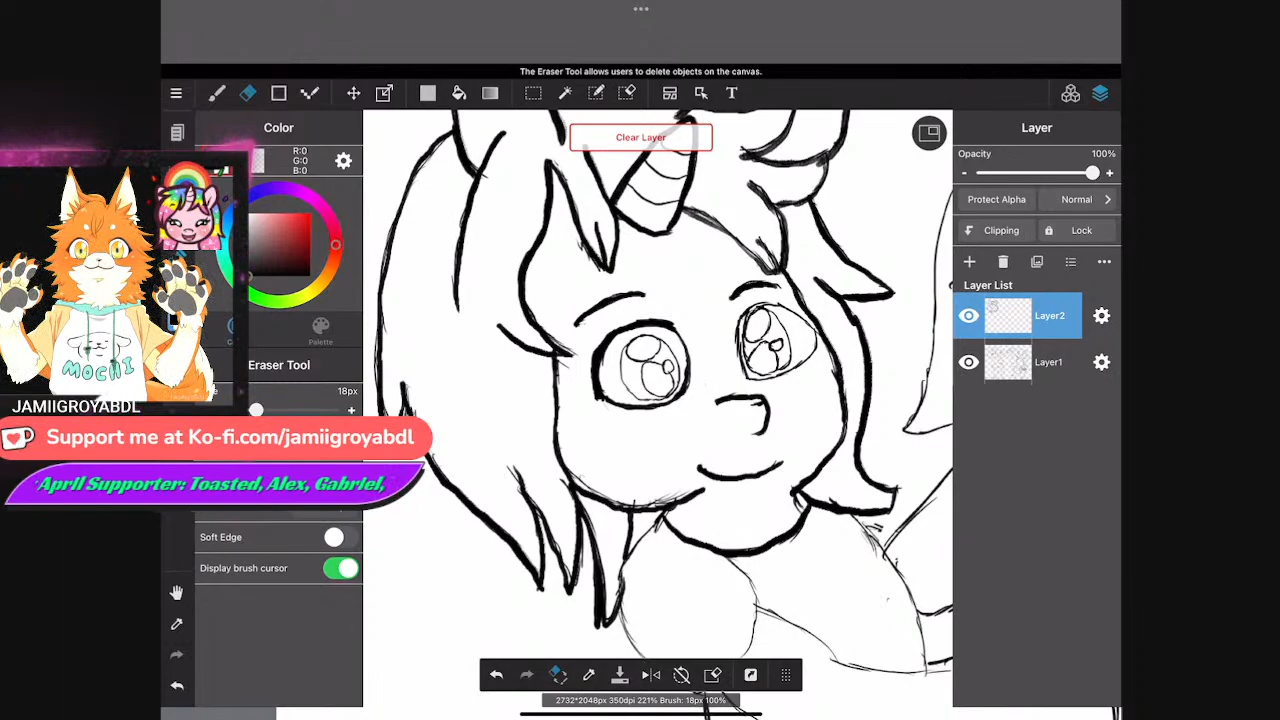 The Eraser Tool allows users to delete objects on the canvas.
Color
Clear Layer
Layer
R:0
G:0
B:0
Opacity
100%
Protect Alpha
Normal
Clipping
Lock
Layer List
Layer2
Layer1
Palette
Eraser Tool
18px
MOCHI
JAMIIGROYABDL
Support me at Ko-fi.com/jamiigroyabdl
April Supporter: Toasted, Alex, Gabriel,
Soft Edge
Display brush cursor
2732*2048px 350dpi 221% Brush: 18px 100%